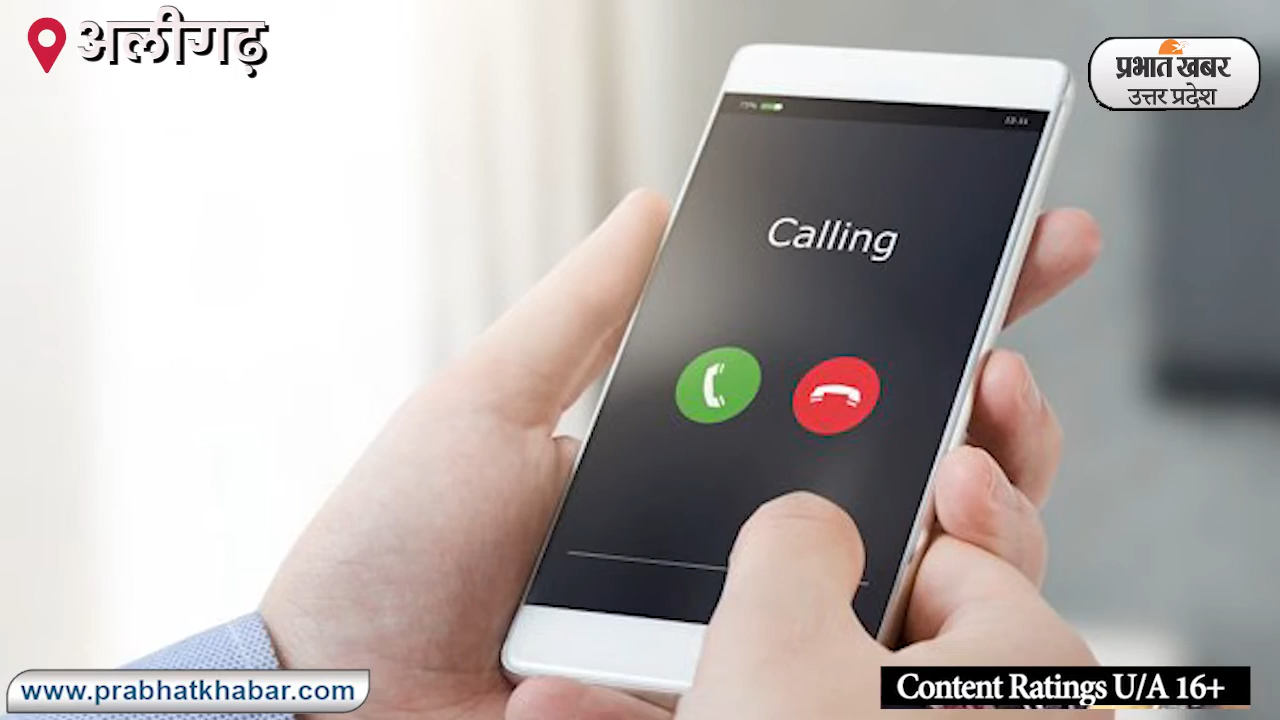 अलीगढ़
प्रभात खबर
उत्तर प्रदेश
Calling
www.prabhatkhabar.com
Content Ratings U/A 16+